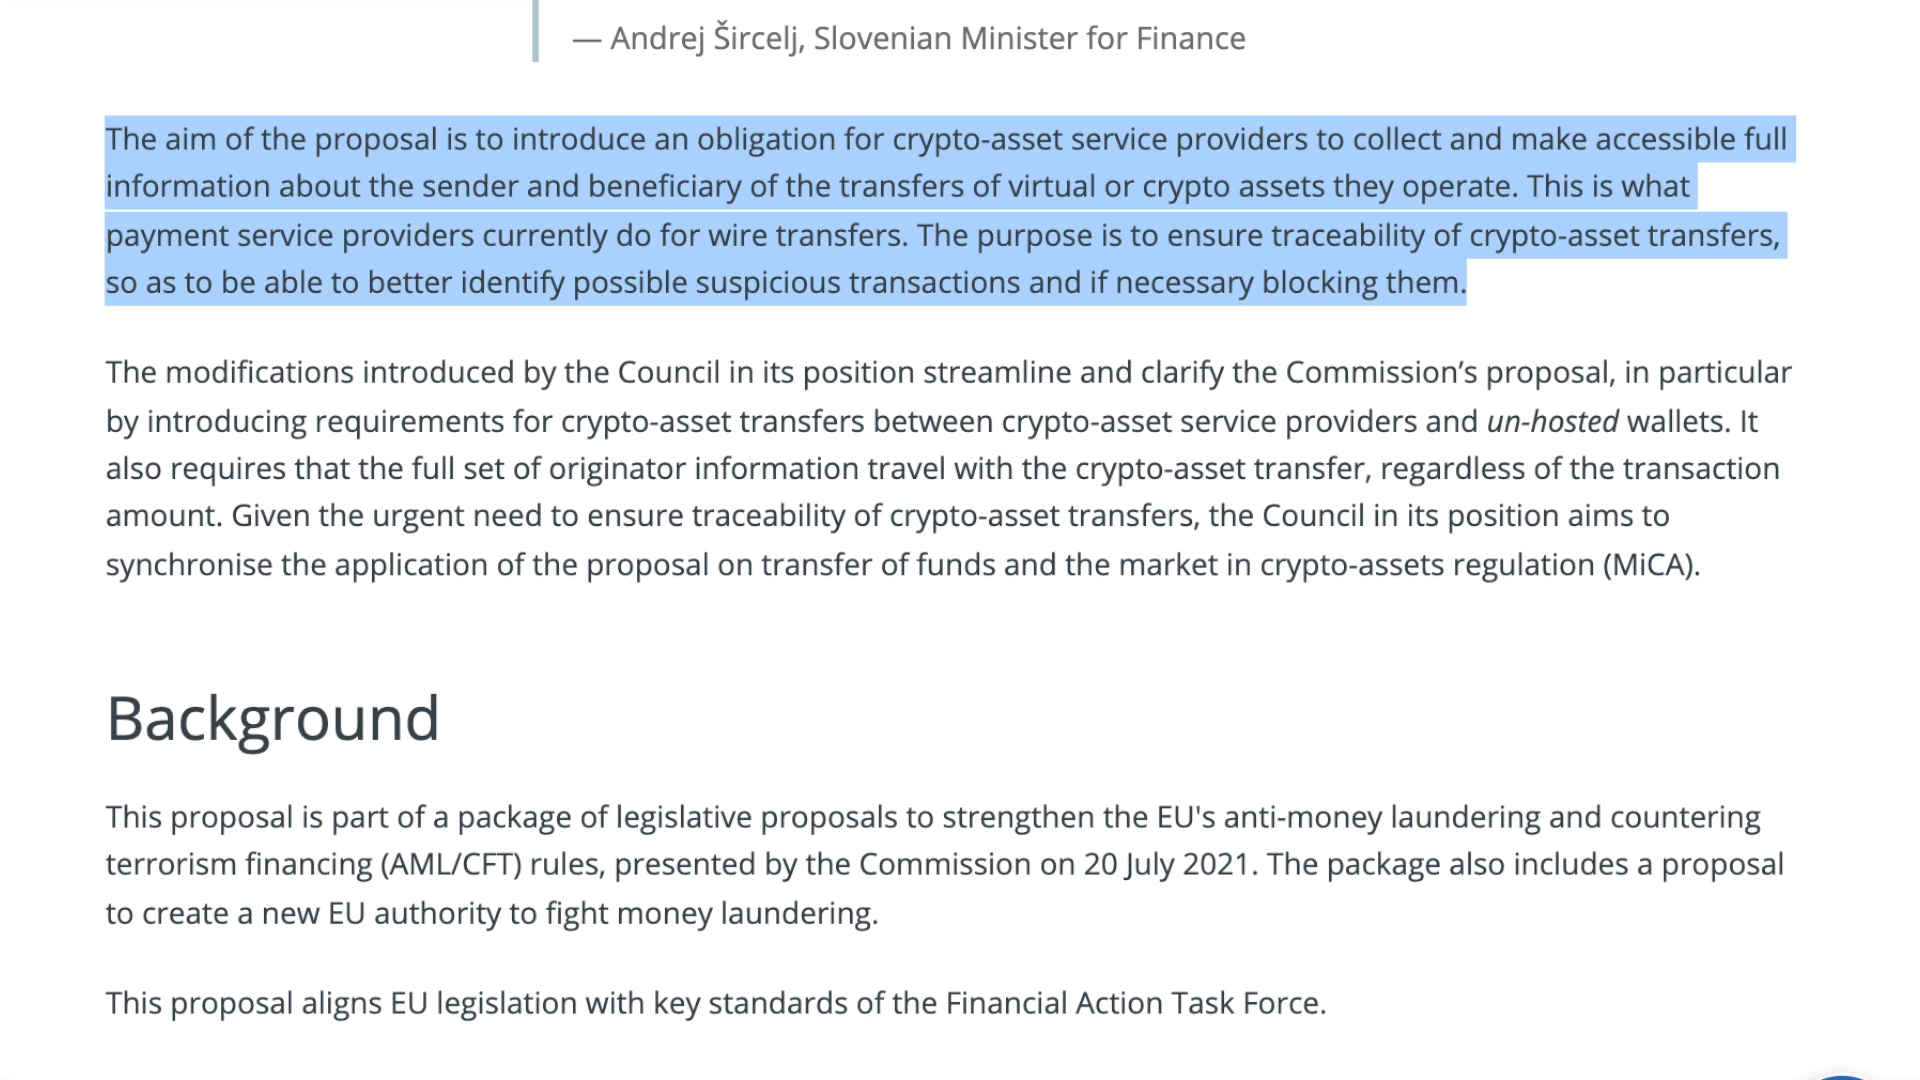 — Andrej Šircelj, Slovenian Minister for Finance
The aim of the proposal is to introduce an obligation for crypto-asset service providers to collect and make accessible full
information about the sender and beneficiary of the transfers of virtual or crypto assets they operate. This is what
payment service providers currently do for wire transfers. The purpose is to ensure traceability of crypto-asset transfers,
so as to be able to better identify possible suspicious transactions and if necessary blocking them.
The modifications introduced by the Council in its position streamline and clarify the Commission’s proposal, in particular
by introducing requirements for crypto-asset transfers between crypto-asset service providers and un-hosted wallets. It
also requires that the full set of originator information travel with the crypto-asset transfer, regardless of the transaction
amount. Given the urgent need to ensure traceability of crypto-asset transfers, the Council in its position aims to
synchronise the application of the proposal on transfer of funds and the market in crypto-assets regulation (MiCA).
Background
This proposal is part of a package of legislative proposals to strengthen the EU's anti-money laundering and countering
terrorism financing (AML/CFT) rules, presented by the Commission on 20 July 2021. The package also includes a proposal
to create a new EU authority to fight money laundering.
This proposal aligns EU legislation with key standards of the Financial Action Task Force.